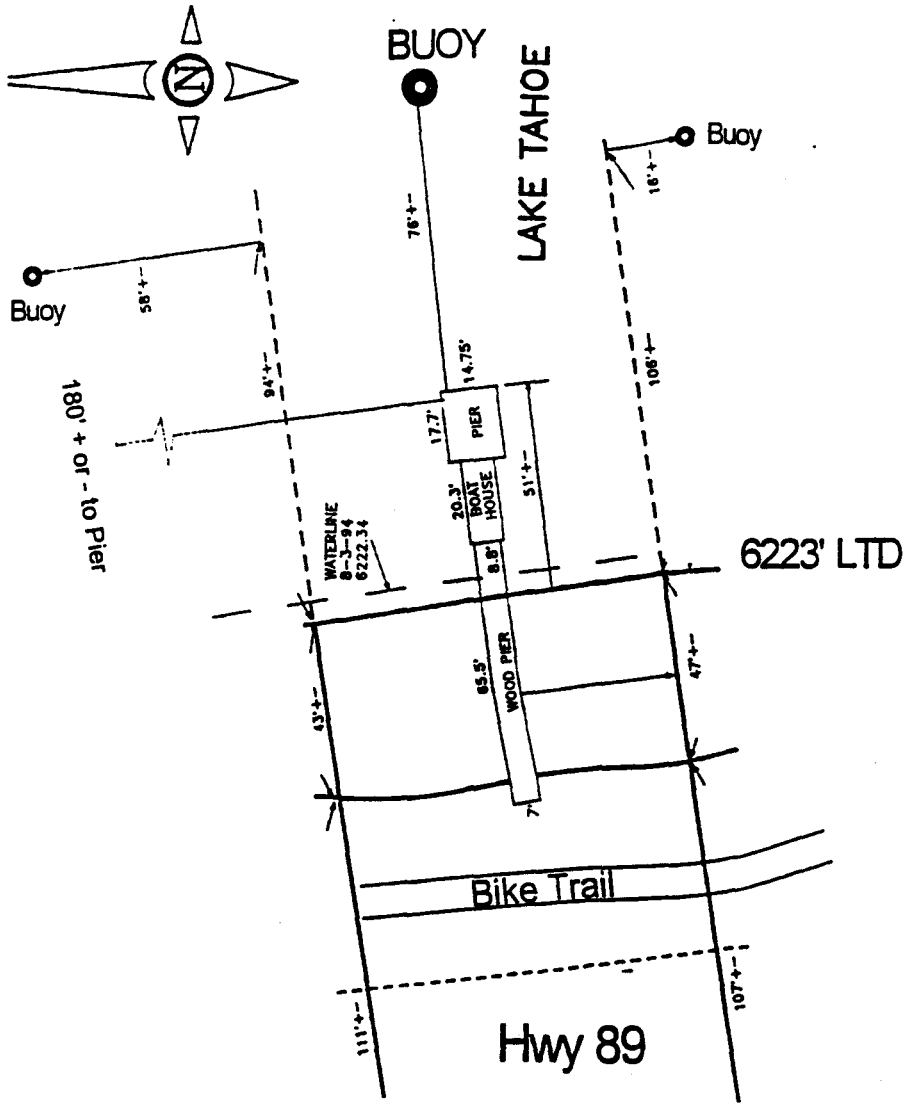 N
BUOY
LAKE TAHOE
Buoy
16'+-
76'+-
Buoy
58'+-
94'+-
106'+-
14.75'
17.7'
PIER
180' + or - to Pier
20.3'
BOAT
HOUSE
51'+-
WATERLINE
8-3-94
6222.34
8.8'
6223' LTD
WOOD PIER
65.5'
43'+-
47'+-
7'
Bike Trail
111'+-
107'+-
Hwy 89